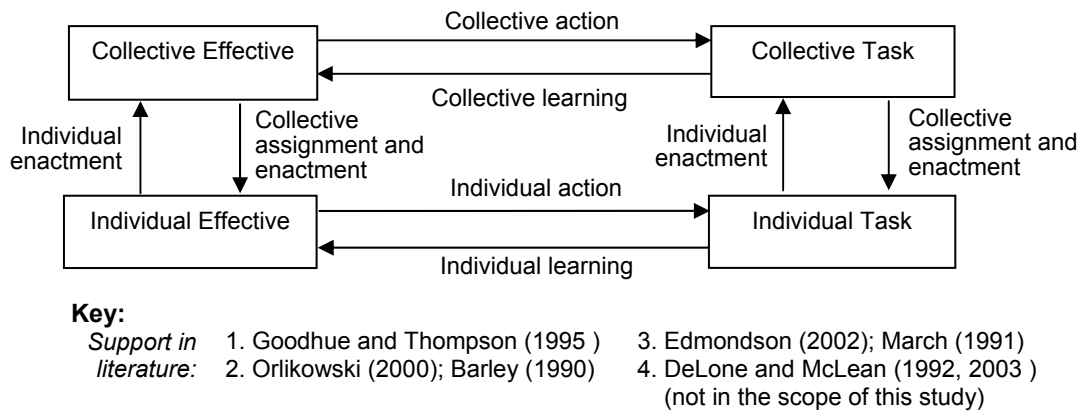 Collective action
Collective Effective
Collective Task
Collective learning
Individual
enactment
Collective
assignment and
enactment
Individual
enactment
Collective
assignment and
enactment
Individual action
Individual Effective
Individual Task
Individual learning
Key:
Support in
literature:
1. Goodhue and Thompson (1995 )
2. Orlikowski (2000); Barley (1990)
3. Edmondson (2002); March (1991)
4. DeLone and McLean (1992, 2003 )
(not in the scope of this study)